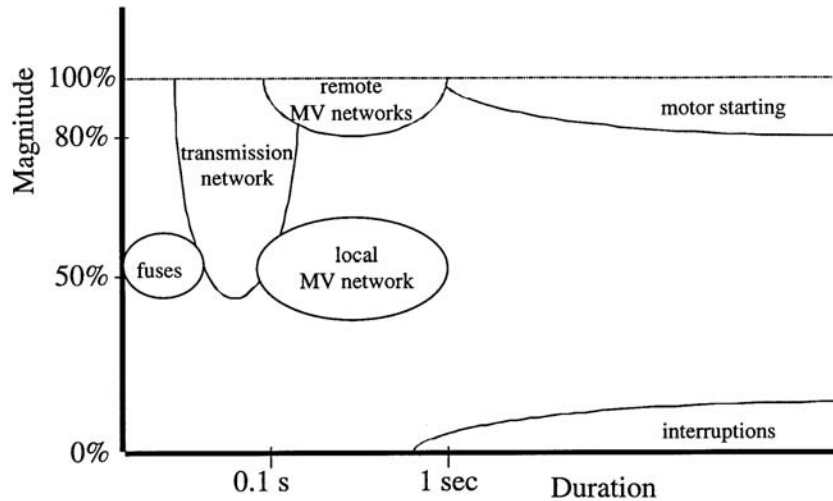 100%
Magnitude
80%
50%
0%
remote
MV networks
motor starting
transmission
network
fuses
local
MV network
interruptions
0.1 s
1 sec
Duration